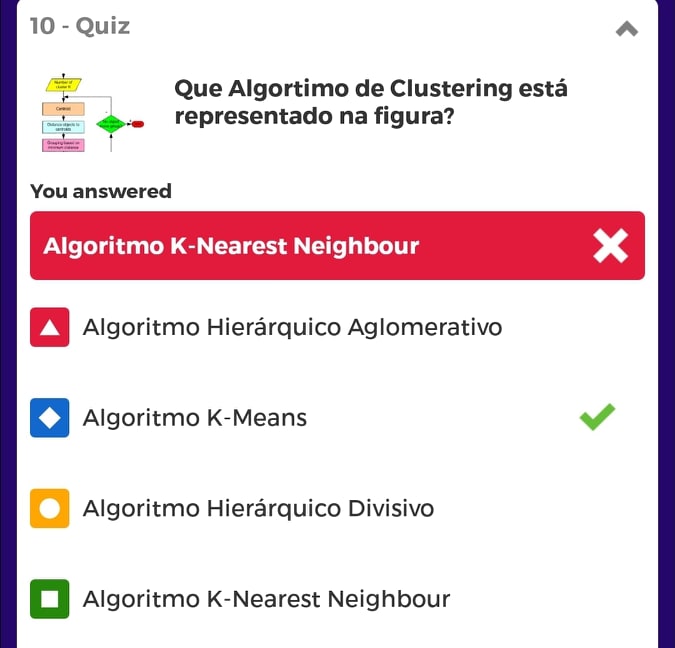 10 - Quiz
Number of
cluster K
Centroid
Distance objects to
centroids
Grouping based on
minimum distance
Que Algortimo de Clustering está
representado na figura?
You answered
Algoritmo K-Nearest Neighbour
Algoritmo Hierárquico Aglomerativo
Algoritmo K-Means
Algoritmo Hierárquico Divisivo
Algoritmo K-Nearest Neighbour